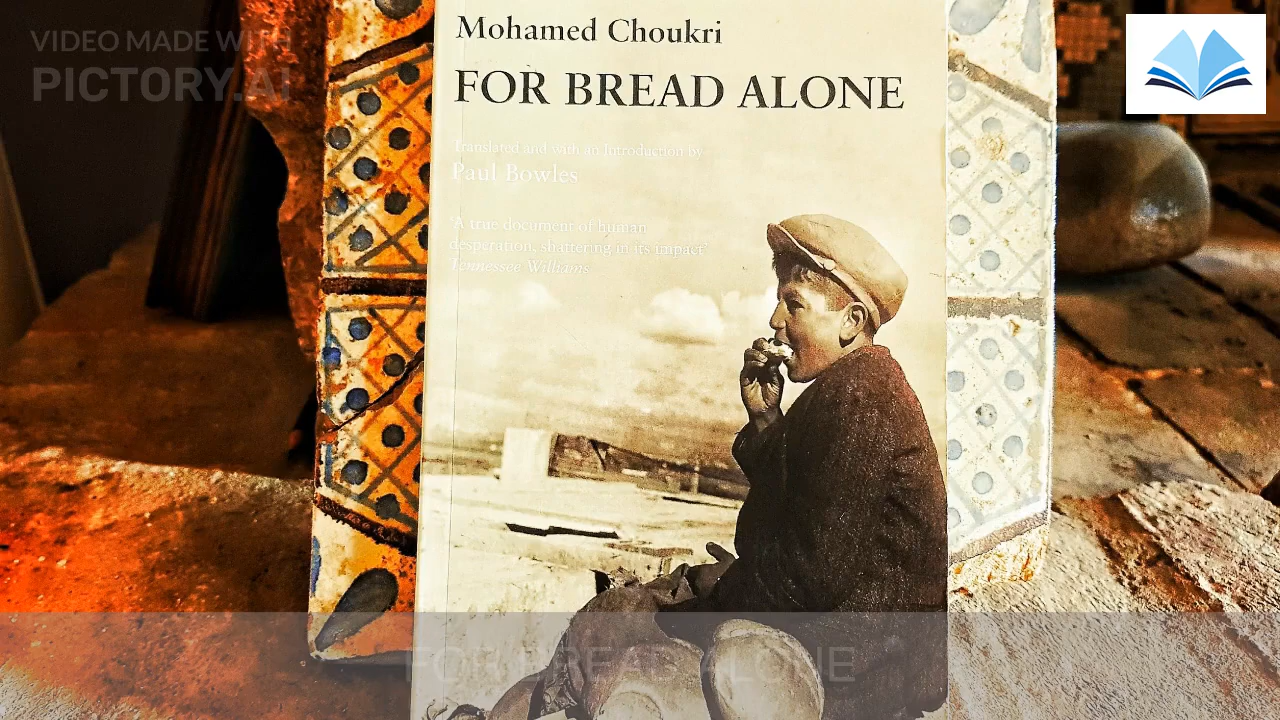 VIDEO MADE WITH
PICTORY.AI
Mohamed Choukri
FOR BREAD ALONE
Translated and with an Introduction by
Paul Bowles
'A true document of human
desperation, shattering in its impact'
Tennessee Williams
FOR BREAD ALONE